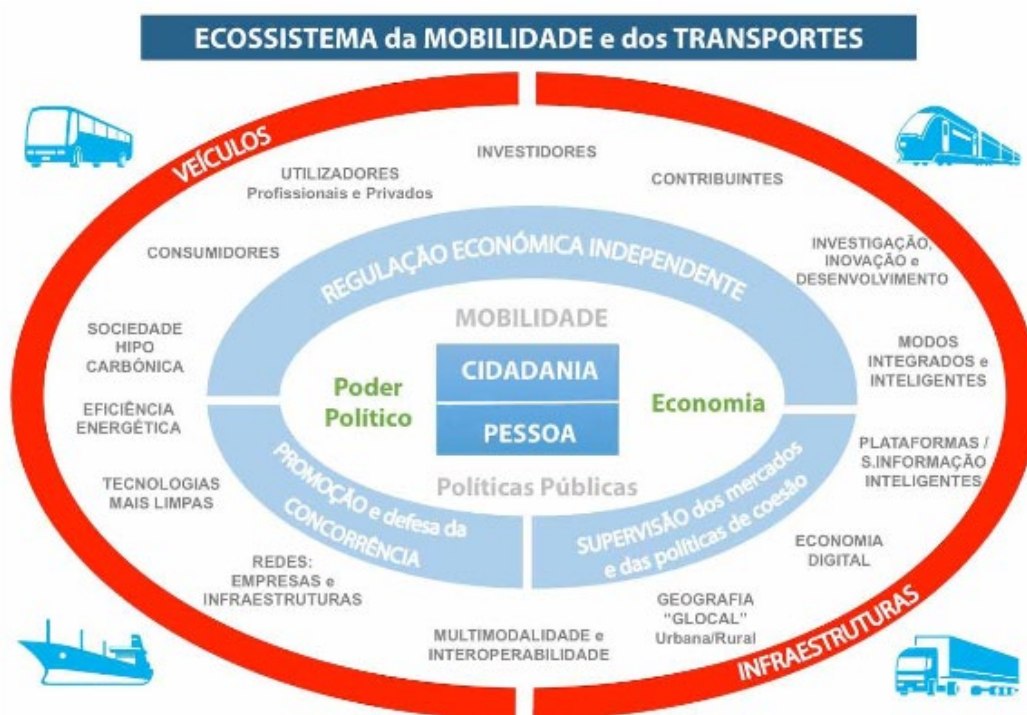 ECOSSISTEMA da MOBILIDADE e dos TRANSPORTES
VEÍCULOS
INVESTIDORES
UTILIZADORES
Profissionais e Privados
CONTRIBUINTES
CONSUMIDORES
REGULAÇÃO ECONÓMICA INDEPENDENTE
INVESTIGAÇÃO,
INOVAÇÃO e
DESENVOLVIMENTO
SOCIEDADE
HIPO
CARBÓNICA
MOBILIDADE
MODOS
INTEGRADOS e
INTELIGENTES
CIDADANIA
Poder
Político
Economia
PESSOA
EFICIÊNCIA
ENERGÉTICA
PLATAFORMAS /
S.INFORMAÇÃO
INTELIGENTES
TECNOLOGIAS
MAIS LIMPAS
Políticas Públicas
PROMOÇÃO e defesa da
CONCORRÊNCIA
SUPERVISÃO dos mercados
e das políticas de coesão
ECONOMIA
DIGITAL
REDES:
EMPRESAS e
INFRAESTRUTURAS
GEOGRAFIA
"GLOCAL"
Urbana/Rural
MULTIMODALIDADE e
INTEROPERABILIDADE
INFRAESTRUTURAS